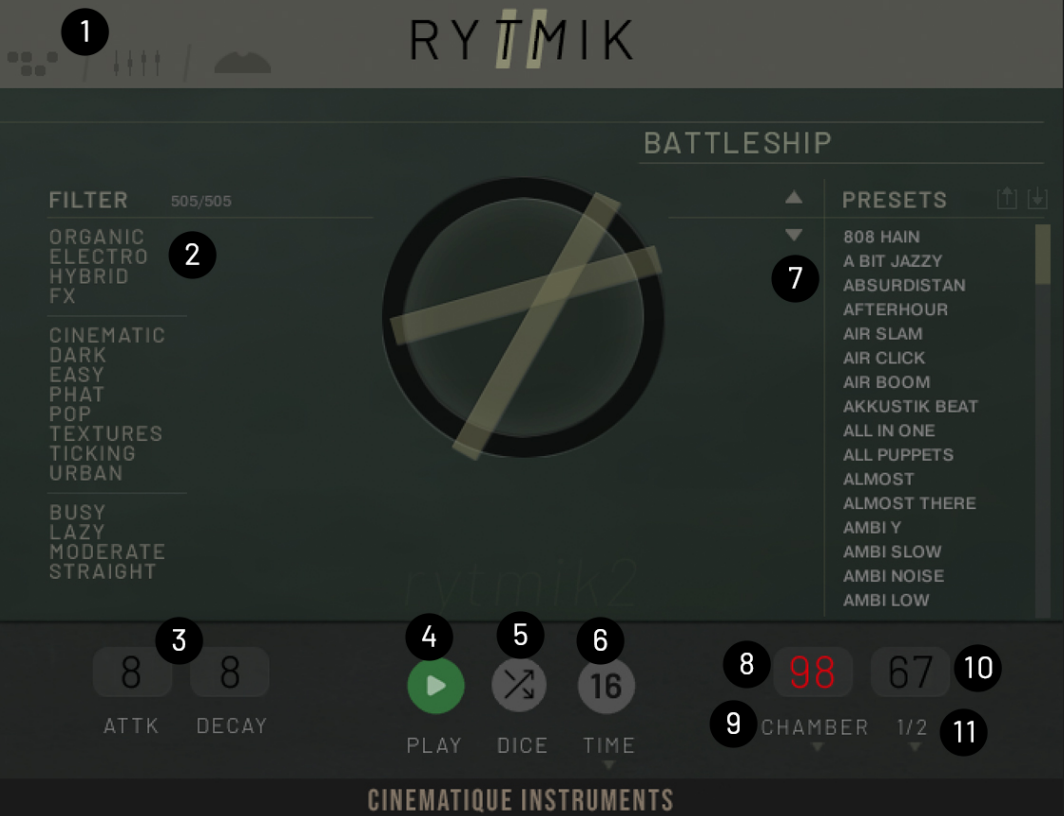 1
RYTMIK
BATTLESHIP
FILTER 505/505
ORGANIC
ELECTRO
HYBRID
FX
2
CINEMATIC
DARK
EASY
PHAT
POP
TEXTURES
TICKING
URBAN
BUSY
LAZY
MODERATE
STRAIGHT
7
PRESETS
808 HAIN
A BIT JAZZY
ABSURDISTAN
AFTERHOUR
AIR SLAM
AIR CLICK
AIR BOOM
AKKUSTIK BEAT
ALL IN ONE
ALL PUPPETS
ALMOST
ALMOST THERE
AMBI Y
AMBI SLOW
AMBI NOISE
AMBI LOW
rytmik2
3
8 8
ATTK DECAY
4 5 6
16
PLAY DICE TIME
8 98 67 10
9 CHAMBER 1/2 11
CINEMATIQUE INSTRUMENTS